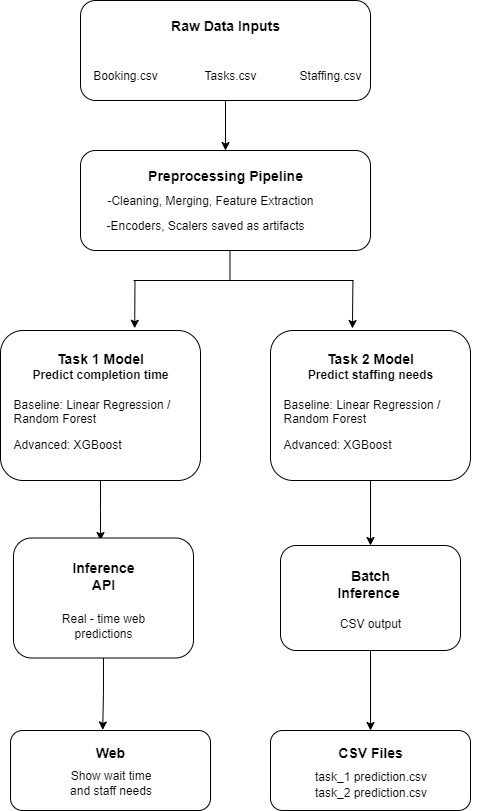 Raw Data Inputs
Booking.csv Tasks.csv Staffing.csv
Preprocessing Pipeline
-Cleaning, Merging, Feature Extraction
-Encoders, Scalers saved as artifacts
Task 1 Model
Predict completion time
Baseline: Linear Regression /
Random Forest
Advanced: XGBoost
Task 2 Model
Predict staffing needs
Baseline: Linear Regression /
Random Forest
Advanced: XGBoost
Inference
API
Real - time web
predictions
Batch
Inference
CSV output
Web
Show wait time
and staff needs
CSV Files
task_1 prediction.csv
task_2 prediction.csv